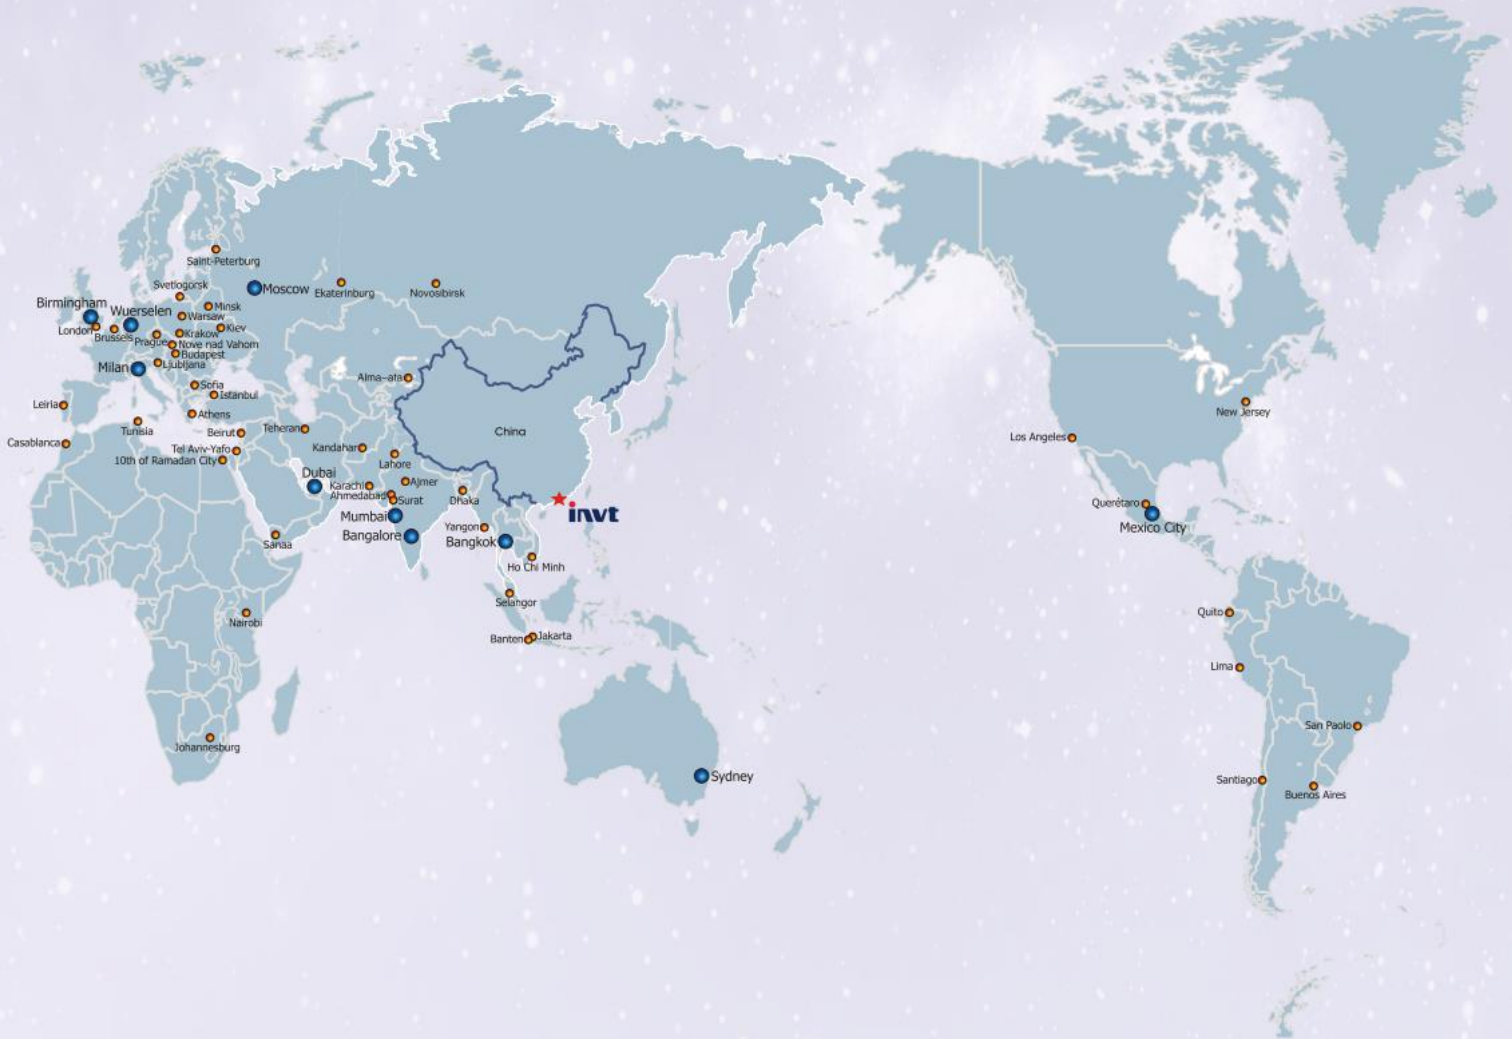 Saint-Peterburg
Svetlogorsk
Moscow
Ekaterinburg
Novosibirsk
Birmingham
Wuerselen
Minsk
Warsaw
London
Brussels
Prague
Krakow
Kiev
Nove nad Vahom
Budapest
Milan
Ljubljana
Alma-ata
Sofia
Istanbul
Leiria
Athens
New Jersey
Tunisia
Beirut
Teheran
China
Los Angeles
Casablanca
Tel Aviv-Yafo
Kandahar
10th of Ramadan City
Lahore
Dubai
Karachi
Ajmer
Ahmedabad
Surat
Dhaka
Querétaro
Mumbai
invt
Yangon
Mexico City
Bangalore
Bangkok
Sanaa
Ho Chi Minh
Selangor
Quito
Nairobi
Banten
Jakarta
Lima
San Paolo
Johannesburg
Sydney
Santiago
Buenos Aires